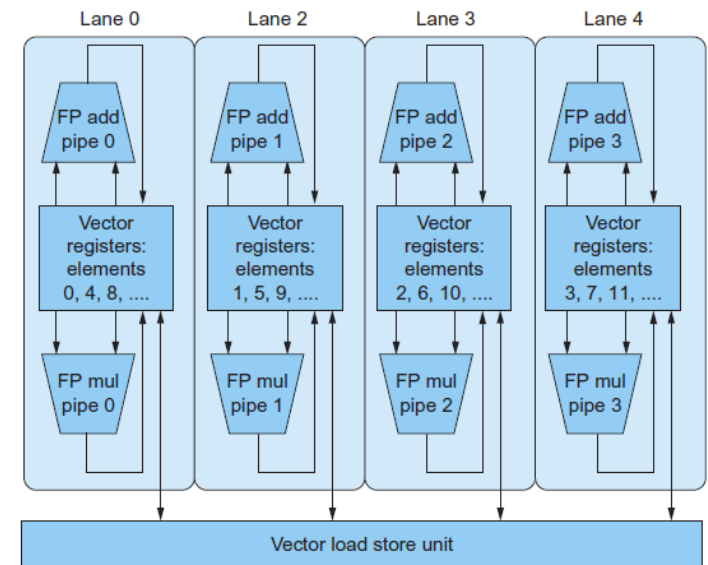 Lane 0
Lane 2
Lane 3
Lane 4
FP add
pipe 0
FP add
pipe 1
FP add
pipe 2
FP add
pipe 3
Vector
registers:
elements
0, 4, 8, ....
Vector
registers:
elements
1, 5, 9, ....
Vector
registers:
elements
2, 6, 10, ....
Vector
registers:
elements
3, 7, 11, ....
FP mul
pipe 0
FP mul
pipe 1
FP mul
pipe 2
FP mul
pipe 3
Vector load store unit